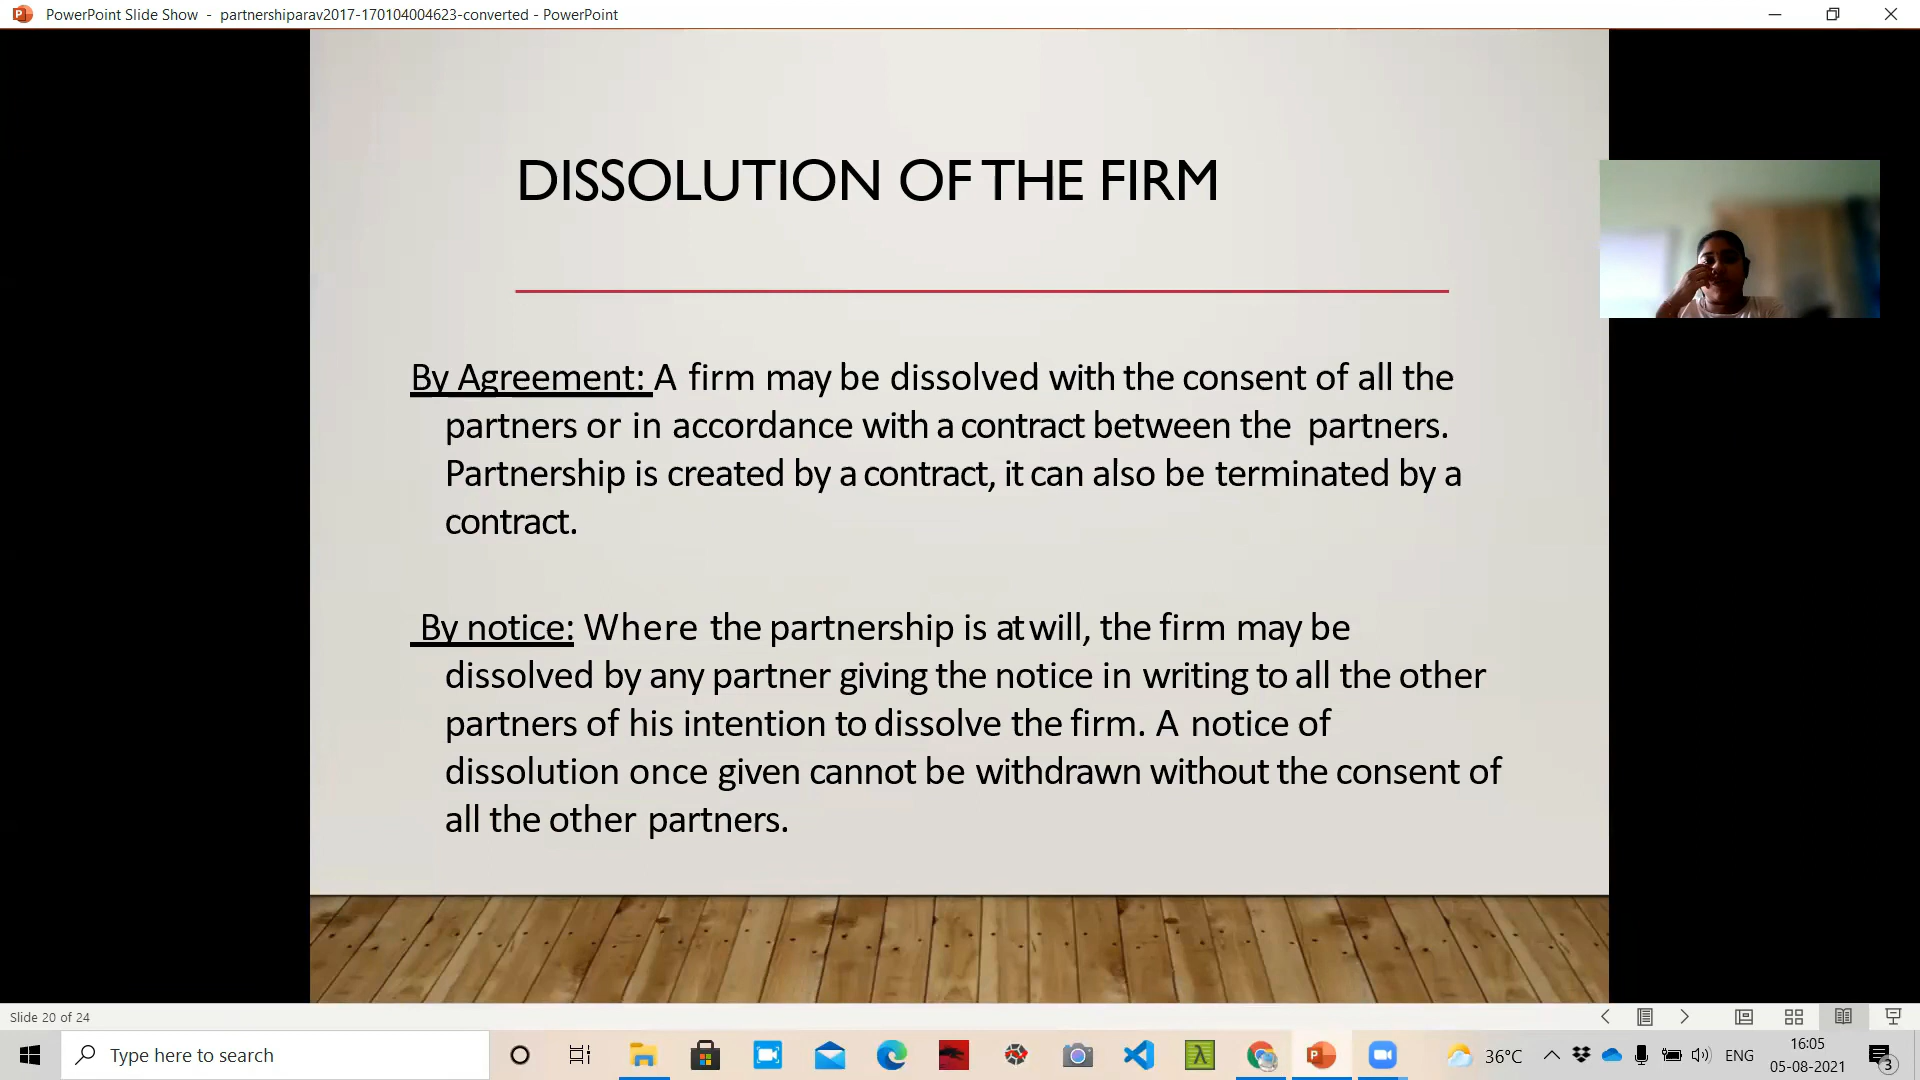 PowerPoint Slide Show - partnershiparav2017-170104004623-converted - PowerPoint
DISSOLUTION OF THE FIRM
By Agreement: A firm may be dissolved with the consent of all the
partners or in accordance with a contract between the partners.
Partnership is created by a contract, it can also be terminated by a
contract.
By notice: Where the partnership is at will, the firm may be
dissolved by any partner giving the notice in writing to all the other
partners of his intention to dissolve the firm. A notice of
dissolution once given cannot be withdrawn without the consent of
all the other partners.
Slide 20 of 24
Type here to search
36°C
ENG
16:05
05-08-2021
3